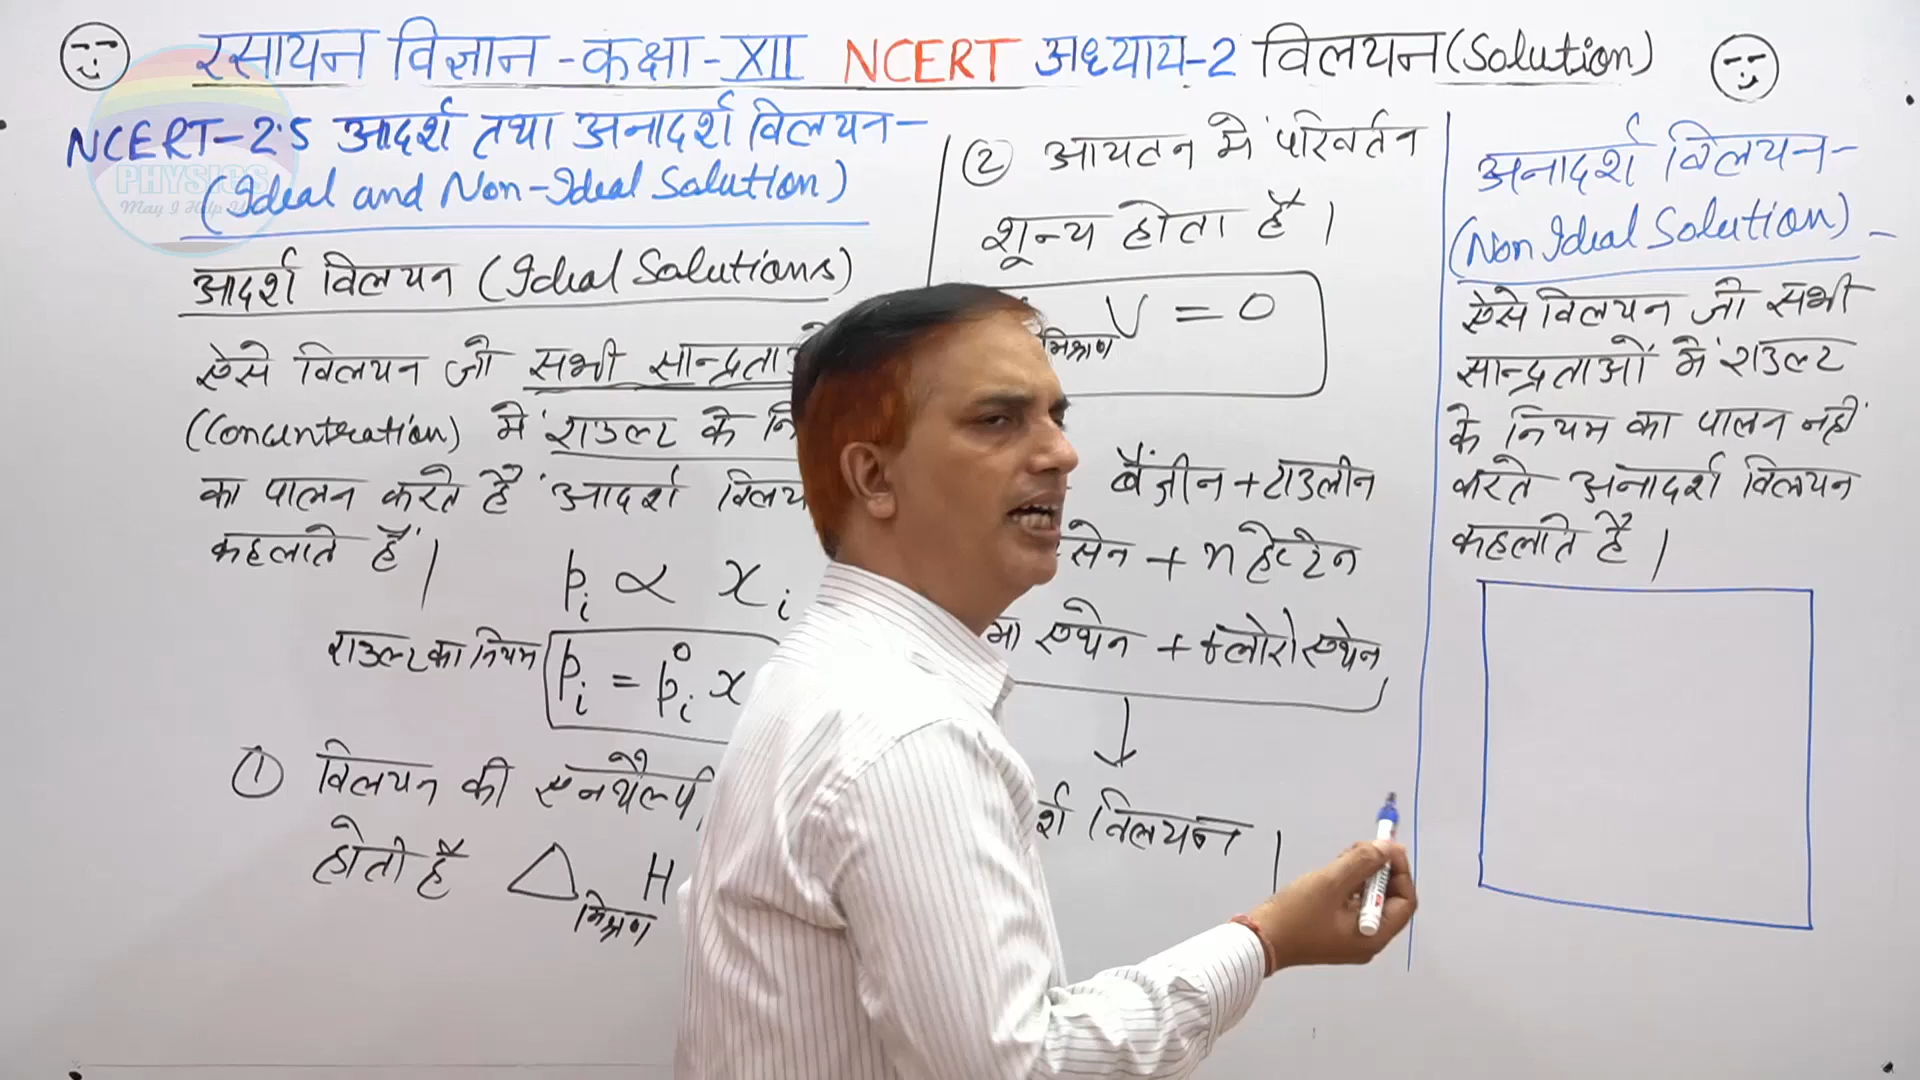 रसायन विज्ञान - कक्षा - XII NCERT अध्याय-2 विलयन (Solution)
NCERT-2.5 आदर्श तथा अनादर्श विलयन-
(Ideal and Non-Ideal Solution)
PHYSICS
आदर्श विलयन (Ideal Solutions)
ऐसे विलयन जो सभी सान्द्रताओ
(Concentration) में राउल्ट के नि
का पालन करते हैं आदर्श विलय
कहलाते हैं।
pi ∝ xi
राउल्ट का नियम pi = p°i x
① विलयन की एनथैल्पी
होती है Δ मिश्रण H
② आयतन में परिवर्तन
शून्य होता है।
मिश्रण V = 0
बैंजीन + टाउलीन
सेन + n हेप्टेन
मो एथेन + क्लोरो एथेन
↓
र्श विलयन।
अनादर्श विलयन-
(Non Ideal Solution) -
ऐसे विलयन जो सभी
सान्द्रताओं में राउल्ट
के नियम का पालन नहीं
करते अनादर्श विलयन
कहलाते है।